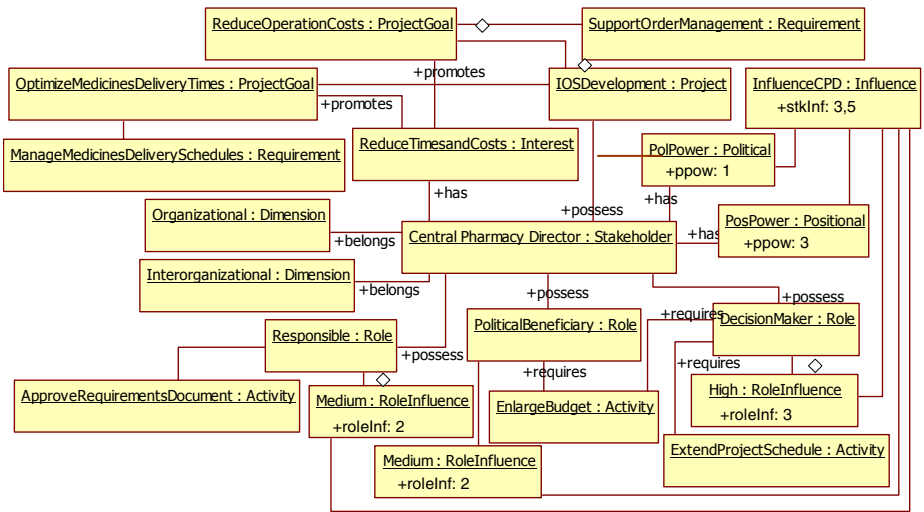 ReduceOperationCosts : ProjectGoal
SupportOrderManagement : Requirement
+promotes
OptimizeMedicinesDeliveryTimes : ProjectGoal
IOSDevelopment : Project
InfluenceCPD : Influence
+stkInf: 3,5
+promotes
ManageMedicinesDeliverySchedules : Requirement
ReduceTimesandCosts : Interest
PolPower : Political
+ppow: 1
+has
+has
Organizational : Dimension
+possess
PosPower : Positional
+ppow: 3
+belongs
Central Pharmacy Director : Stakeholder
+has
Interorganizational : Dimension
+belongs
+possess
+possess
Responsible : Role
PoliticalBeneficiary : Role
+requires
DecisionMaker : Role
+possess
+requires
+requires
ApproveRequirementsDocument : Activity
Medium : RoleInfluence
+roleInf: 2
EnlargeBudget : Activity
High : RoleInfluence
+roleInf: 3
Medium : RoleInfluence
+roleInf: 2
ExtendProjectSchedule : Activity